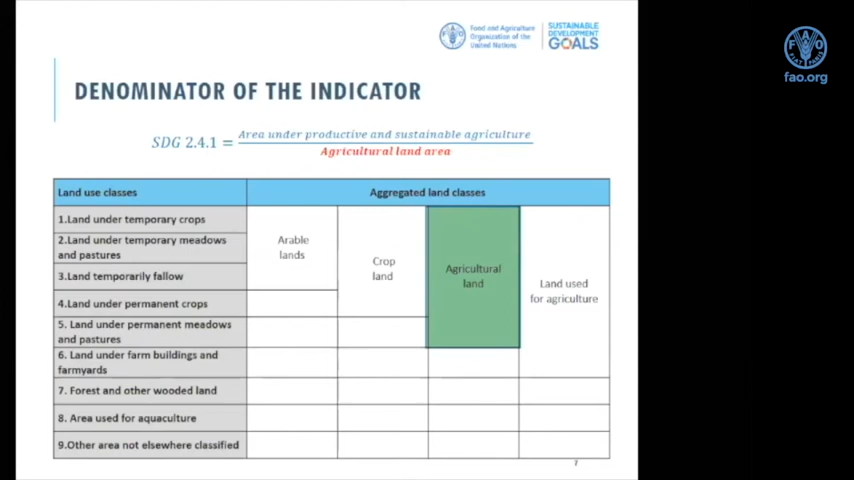 Food and Agriculture
Organization of the
United Nations
SUSTAINABLE
DEVELOPMENT
GOALS
FAO
FIAT PANIS
fao.org
DENOMINATOR OF THE INDICATOR
SDG 2.4.1 = Area under productive and sustainable agriculture
Agricultural land area
Land use classes Aggregated land classes
1.Land under temporary crops
2.Land under temporary meadows
and pastures
3.Land temporarily fallow
4.Land under permanent crops
5. Land under permanent meadows
and pastures
6. Land under farm buildings and
farmyards
7. Forest and other wooded land
8. Area used for aquaculture
9.Other area not elsewhere classified
Arable
lands
Crop
land
Agricultural
land
Land used
for agriculture
7